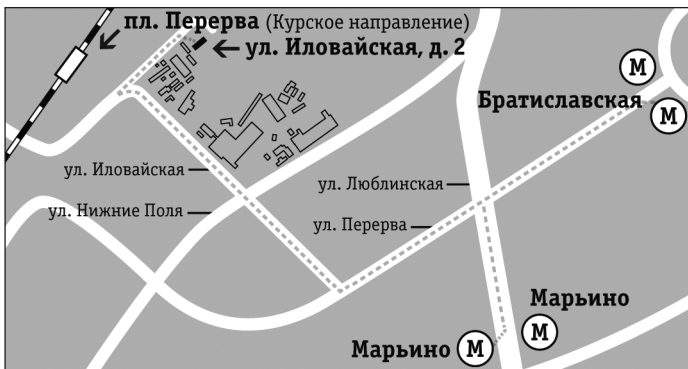 пл. Перерва (Курское направление)
ул. Иловайская, д. 2
М
Братиславская
М
ул. Иловайская
ул. Люблинская
ул. Нижние Поля
ул. Перерва
Марьино
М
Марьино М